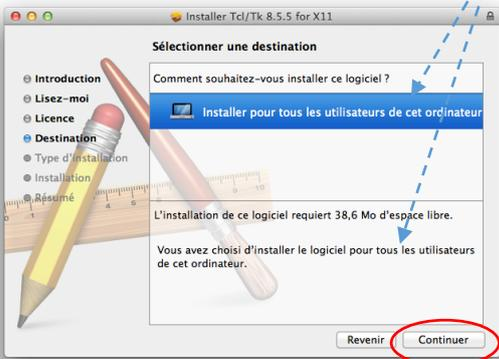 Installer Tcl/Tk 8.5.5 for X11
Sélectionner une destination
Introduction
Lisez-moi
Licence
Destination
Type d'installation
Installation
Résumé
Comment souhaitez-vous installer ce logiciel ?
Installer pour tous les utilisateurs de cet ordinateur
L'installation de ce logiciel requiert 38,6 Mo d'espace libre.
Vous avez choisi d'installer le logiciel pour tous les utilisateurs
de cet ordinateur.
Revenir
Continuer